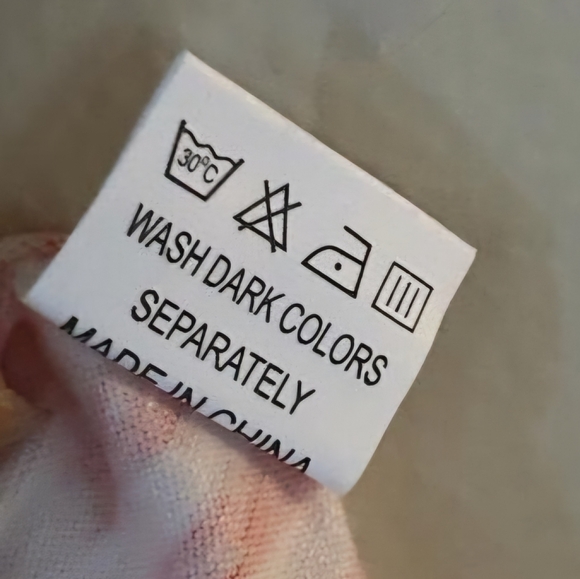 30°C
WASH DARK COLORS
SEPARATELY
MADE IN CHINA